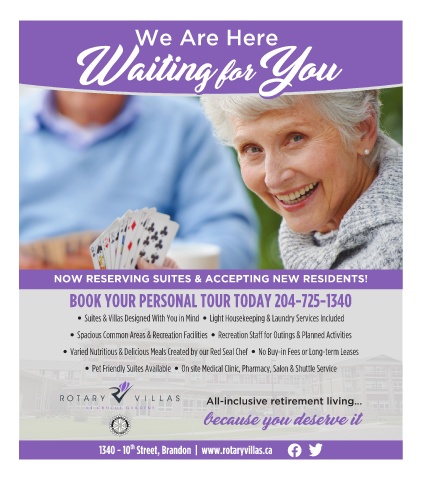 We Are Here
Waiting for You
NOW RESERVING SUITES & ACCEPTING NEW RESIDENTS!
BOOK YOUR PERSONAL TOUR TODAY 204-725-1340
• Suites & Villas Designed With You in Mind • Light Housekeeping & Laundry Services Included
• Spacious Common Areas & Recreation Facilities • Recreation Staff for Outings & Planned Activities
• Varied Nutritious & Delicious Meals Created by our Red Seal Chef • No Buy-in Fees or Long-term Leases
• Pet Friendly Suites Available • On site Medical Clinic, Pharmacy, Salon & Shuttle Service
ROTARY VILLAS
All-inclusive retirement living...
because you deserve it
1340 - 10th Street, Brandon | www.rotaryvillas.ca